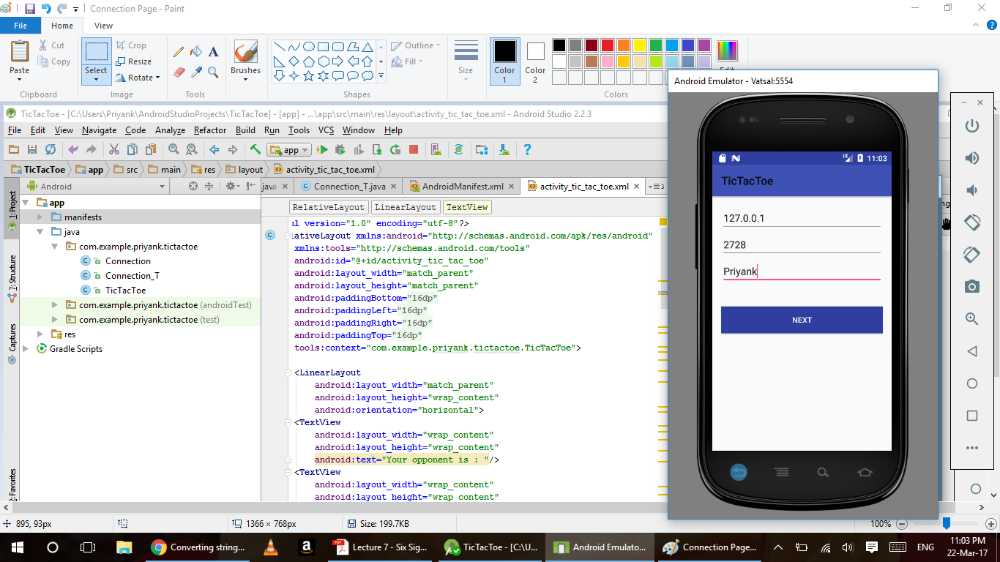 Connection Page - Paint
File Home View
Paste
Cut
Copy
Clipboard
Select
Crop
Resize
Rotate
Image
Tools
Brushes
Shapes
Outline
Fill
Size
Color 1
Color 2
Colors
Edit
TicTacToe - [C:\Users\Priyank\AndroidStudioProjects\TicTacToe] - [app] - ...\app\src\main\res\layout\activity_tic_tac_toe.xml - Android Studio 2.2.3
File Edit View Navigate Code Analyze Refactor Build Run Tools VCS Window Help
app
TicTacToe app src main res layout activity_tic_tac_toe.xml
Android
java Connection_T.java AndroidManifest.xml activity_tic_tac_toe.xml
1: Project
7: Structure
Captures
2: Favorites
app
manifests
java
com.example.priyank.tictactoe
Connection
Connection_T
TicTacToe
com.example.priyank.tictactoe (androidTest)
com.example.priyank.tictactoe (test)
res
Gradle Scripts
RelativeLayout LinearLayout TextView
ml version="1.0" encoding="utf-8"?>
lativeLayout xmlns:android="http://schemas.android.com/apk/res/android"
xmlns:tools="http://schemas.android.com/tools"
android:id="@+id/activity_tic_tac_toe"
android:layout_width="match_parent"
android:layout_height="match_parent"
android:paddingBottom="16dp"
android:paddingLeft="16dp"
android:paddingRight="16dp"
android:paddingTop="16dp"
tools:context="com.example.priyank.tictactoe.TicTacToe">
<LinearLayout
android:layout_width="match_parent"
android:layout_height="wrap_content"
android:orientation="horizontal">
<TextView
android:layout_width="wrap_content"
android:layout_height="wrap_content"
android:text="Your opponent is : "/>
<TextView
android:layout_width="wrap_content"
android:layout_height="wrap_content"
Android Emulator - Vatsal:5554
11:03
TicTacToe
127.0.0.1
2728
Priyank
NEXT
895, 93px
1366 × 768px
Size: 199.7KB
100%
Converting string...
Lecture 7 - Six Sig...
TicTacToe - [C:\U...
Android Emulato...
Connection Page...
ENG
11:03 PM
22-Mar-17